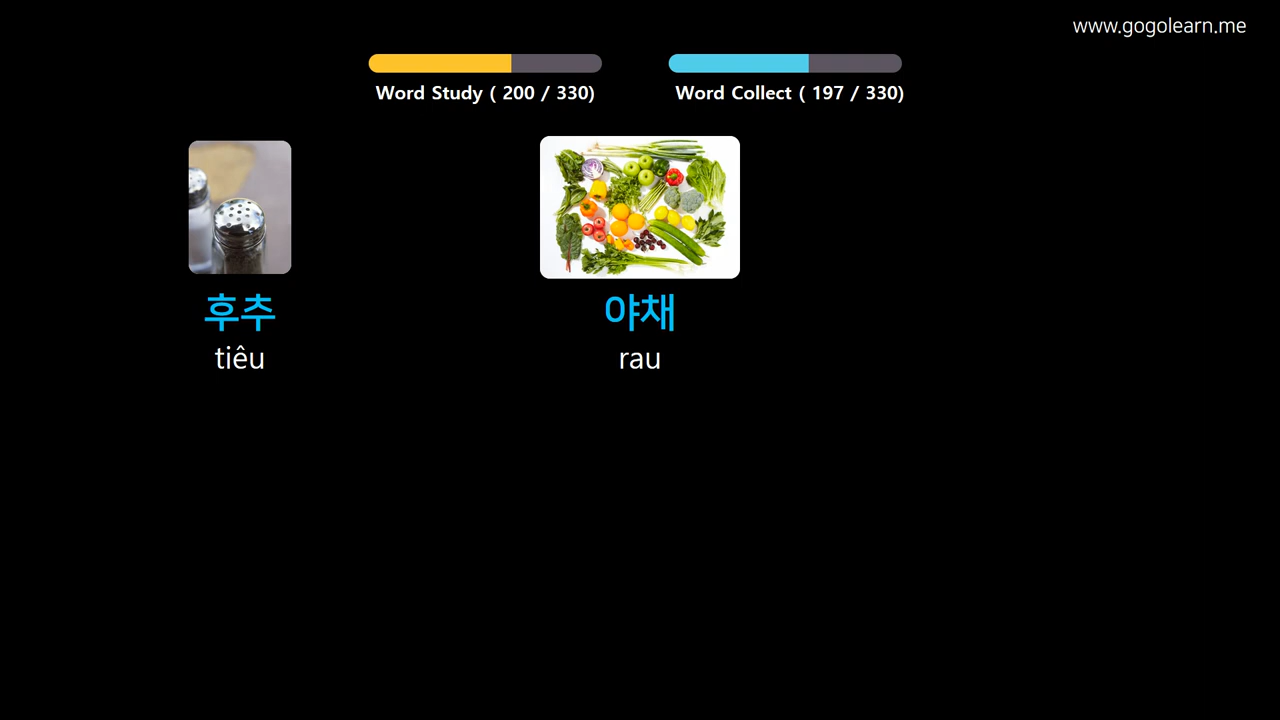 www.gogolearn.me
Word Study ( 200 / 330)
Word Collect ( 197 / 330)
후추
tiêu
야채
rau